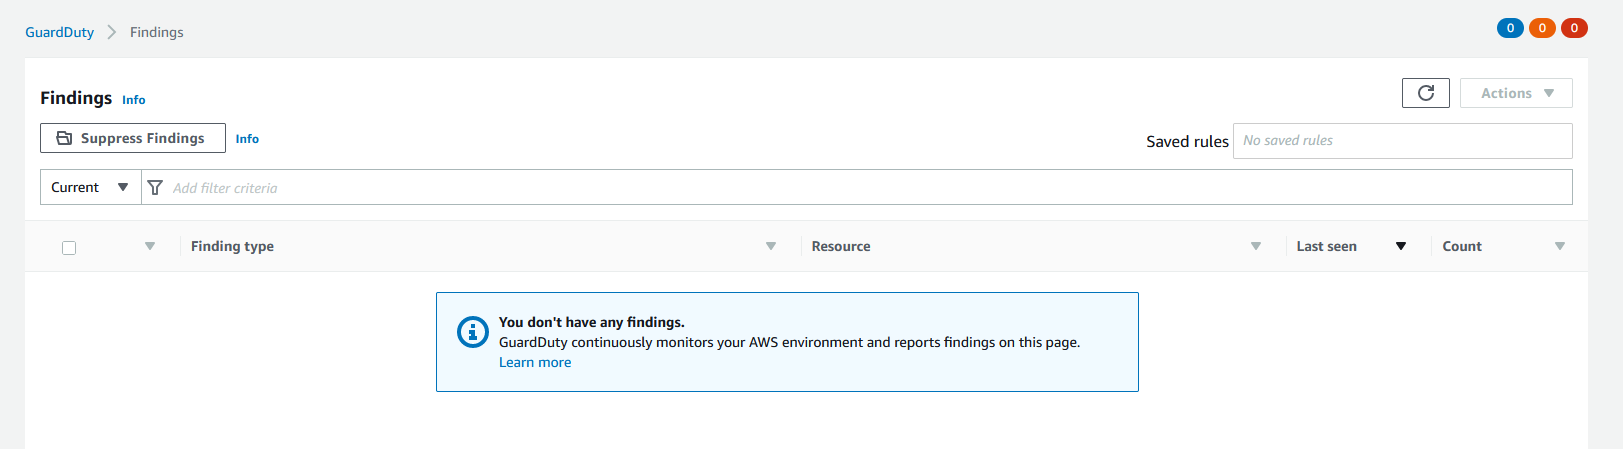 GuardDuty > Findings
0 0 0
Findings Info
Actions
Suppress Findings Info
Saved rules No saved rules
Current Add filter criteria
Finding type Resource Last seen Count
You don't have any findings.
GuardDuty continuously monitors your AWS environment and reports findings on this page.
Learn more